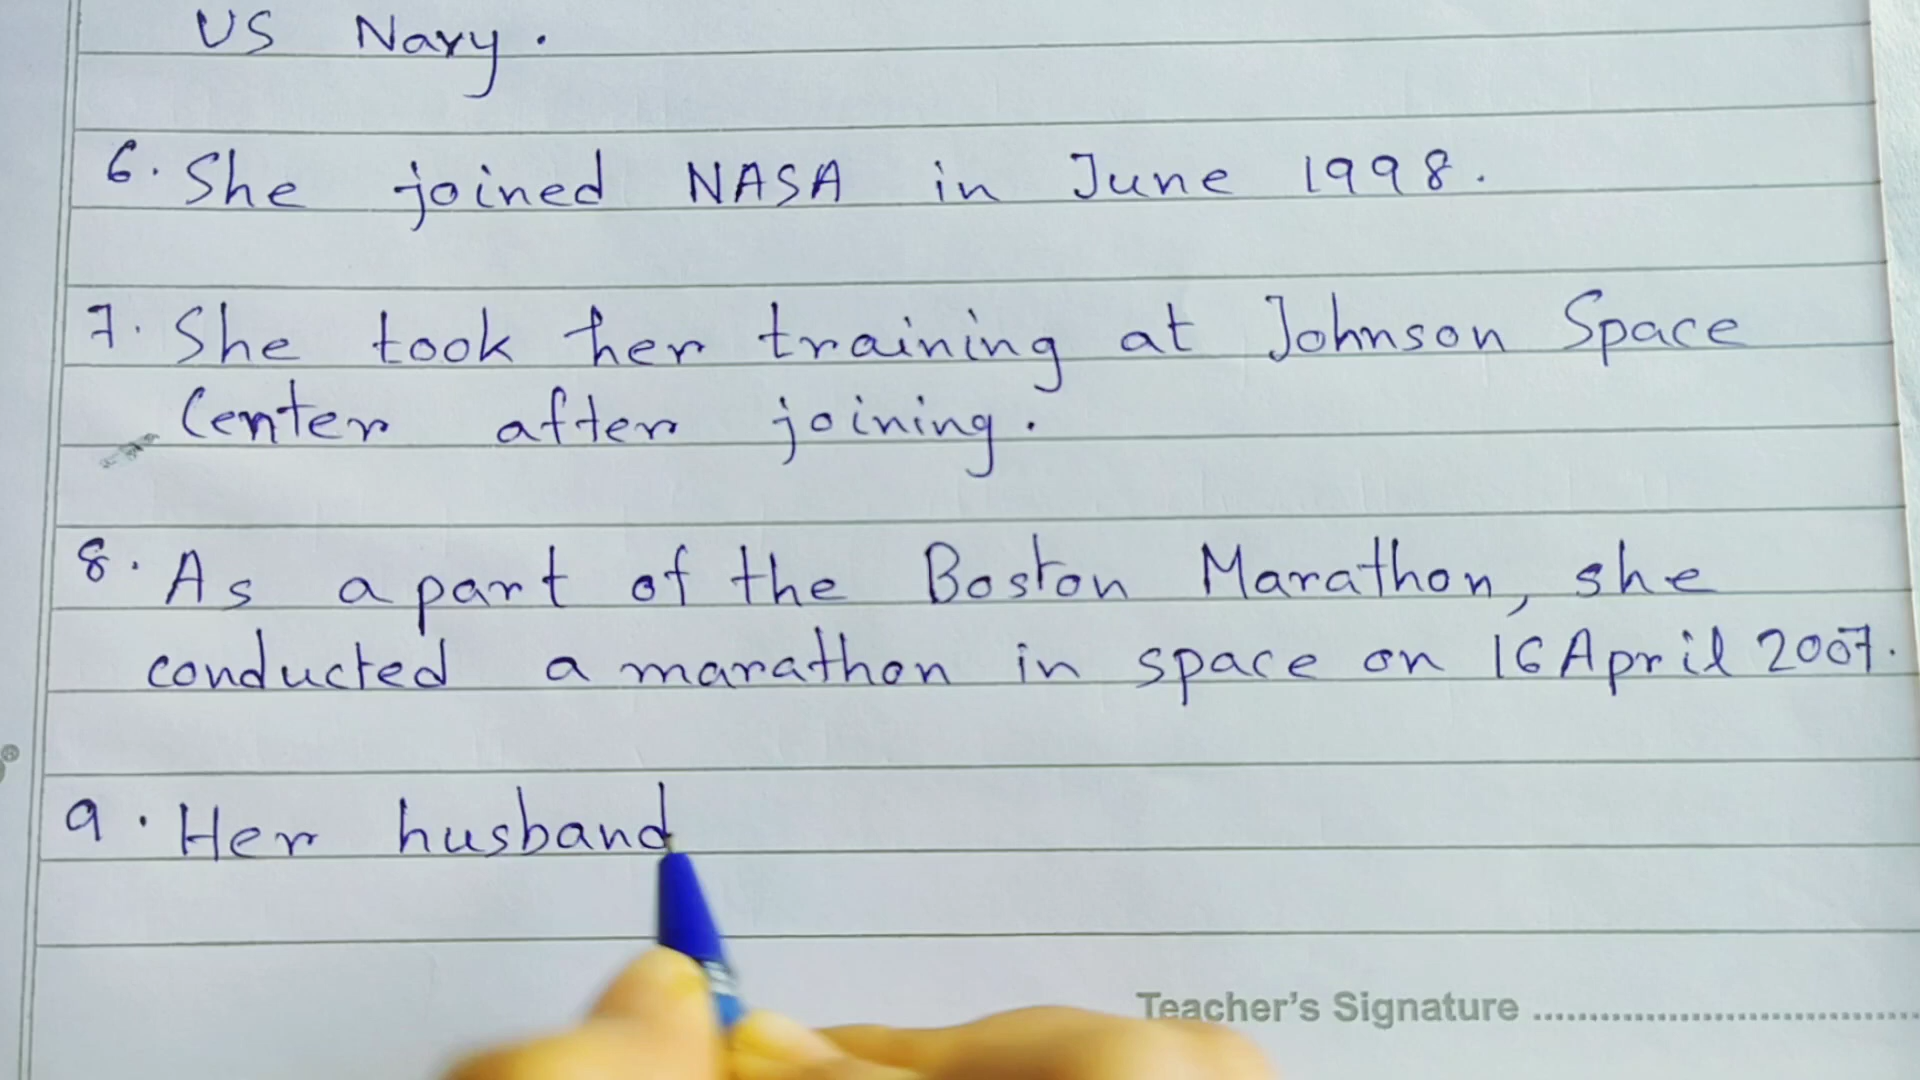 US Navy.
6. She joined NASA in June 1998.
7. She took her training at Johnson Space
Center after joining.
8. As a part of the Boston Marathon, she
conducted a marathon in space on 16 April 2007.
9. Her husband
Teacher's Signature ................................